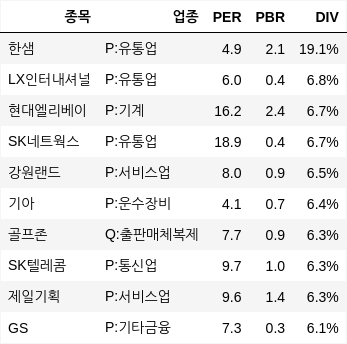 종목 업종 PER PBR DIV
한샘 P:유통업 4.9 2.1 19.1%
LX인터내셔널 P:유통업 6.0 0.4 6.8%
현대엘리베이 P:기계 16.2 2.4 6.7%
SK네트웍스 P:유통업 18.9 0.4 6.7%
강원랜드 P:서비스업 8.0 0.9 6.5%
기아 P:운수장비 4.1 0.7 6.4%
골프존 Q:출판매체복제 7.7 0.9 6.3%
SK텔레콤 P:통신업 9.7 1.0 6.3%
제일기획 P:서비스업 9.6 1.4 6.3%
GS P:기타금융 7.3 0.3 6.1%